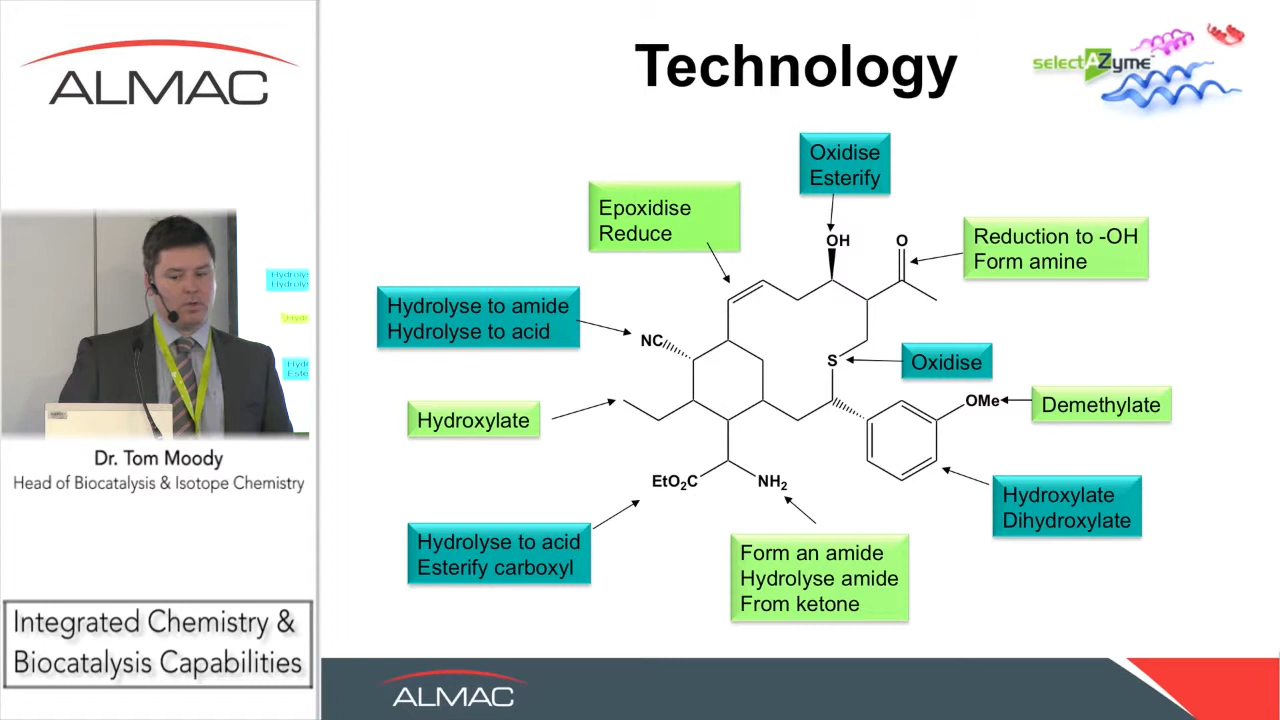 ALMAC
Technology
selectAZyme™
Oxidise
Esterify
Epoxidise
Reduce
OH
O
Reduction to -OH
Form amine
Hydrolyse to amide
Hydrolyse to acid
NC
S
Oxidise
Hydroxylate
OMe
Demethylate
EtO2C
NH2
Hydroxylate
Dihydroxylate
Hydrolyse to acid
Esterify carboxyl
Form an amide
Hydrolyse amide
From ketone
Dr. Tom Moody
Head of Biocatalysis & Isotope Chemistry
Integrated Chemistry &
Biocatalysis Capabilities
ALMAC